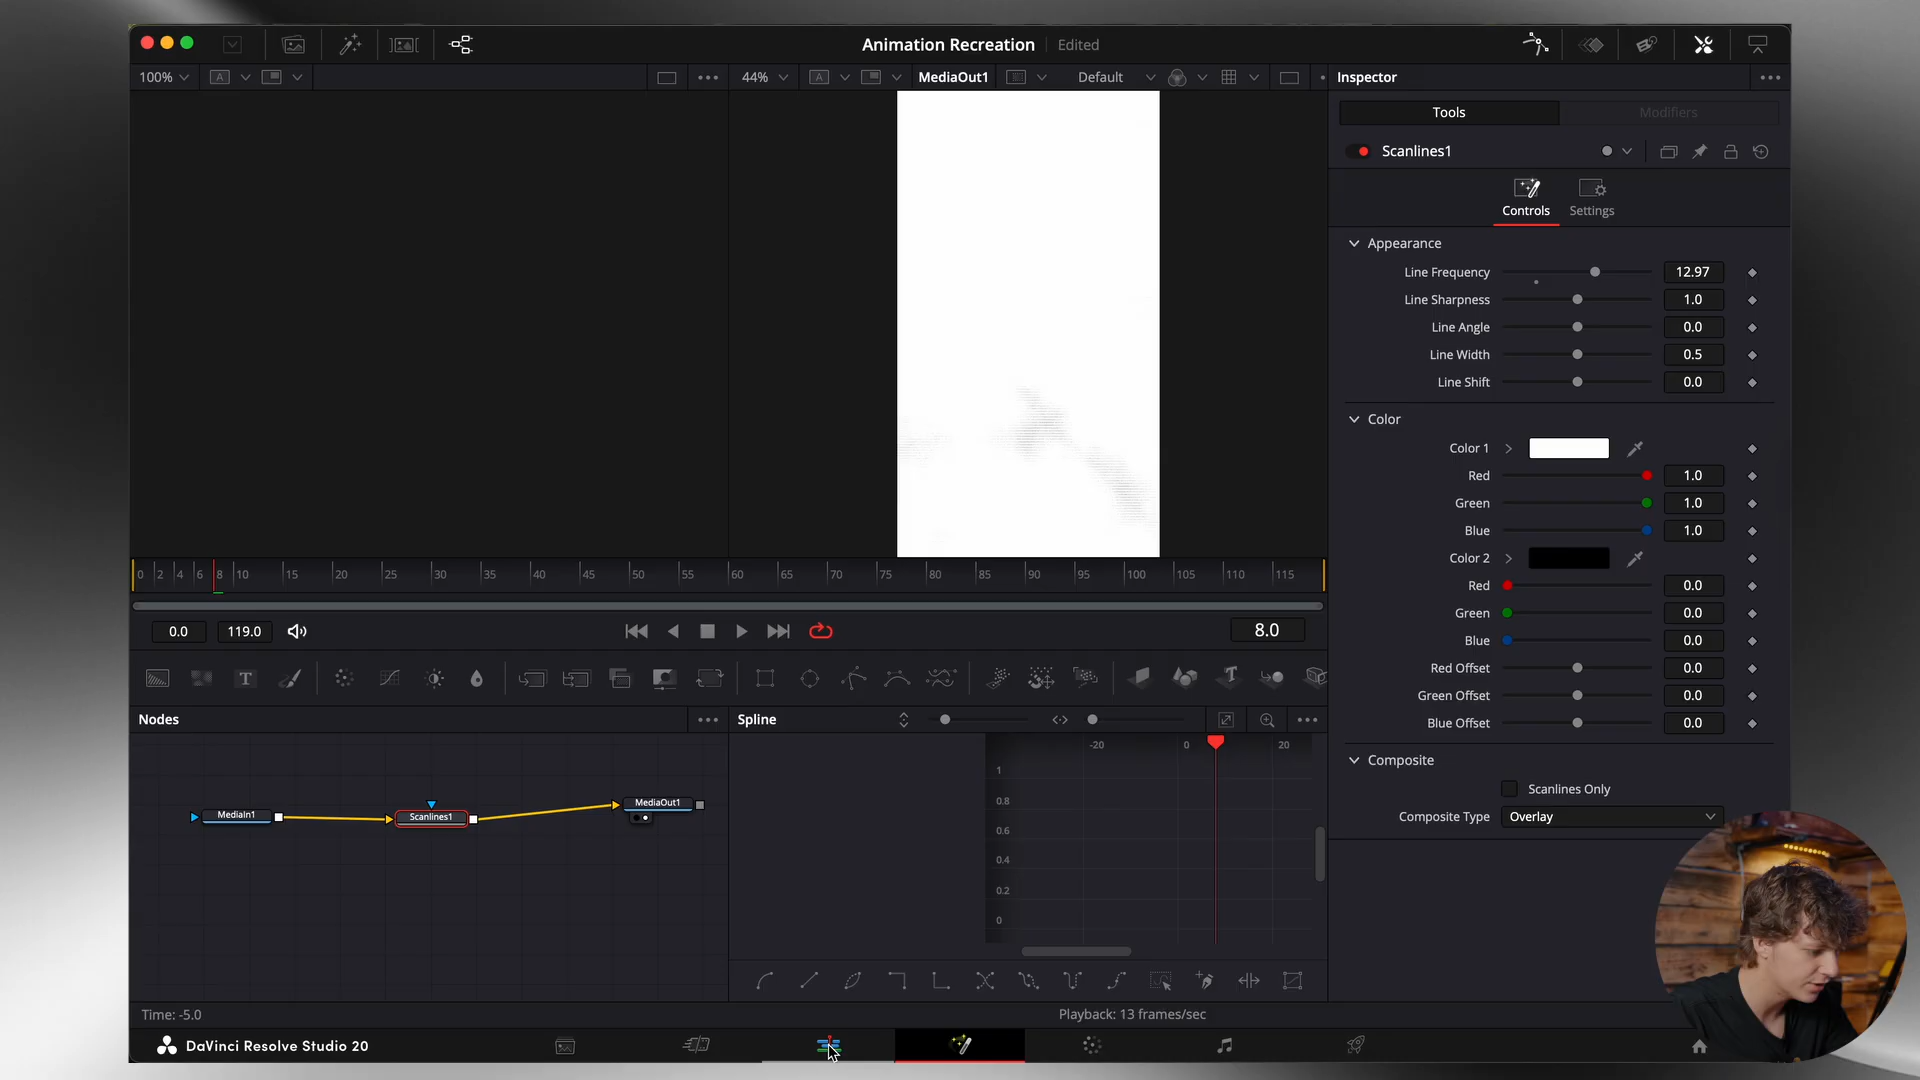 Animation Recreation Edited
100% A 44% A MediaOut1 Default Inspector
Tools Modifiers
Scanlines1
Controls Settings
Appearance
Line Frequency 12.97
Line Sharpness 1.0
Line Angle 0.0
Line Width 0.5
Line Shift 0.0
Color
Color 1
Red 1.0
Green 1.0
Blue 1.0
Color 2
Red 0.0
Green 0.0
Blue 0.0
Red Offset 0.0
Green Offset 0.0
Blue Offset 0.0
Composite
Scanlines Only
Composite Type Overlay
0 2 4 6 8 10 15 20 25 30 35 40 45 50 55 60 65 70 75 80 85 90 95 100 105 110 115
0.0 119.0 8.0
T T
Nodes Spline
-20 0 20
1
0.8
0.6
0.4
0.2
0
MediaIn1 Scanlines1 MediaOut1
Time: -5.0 Playback: 13 frames/sec
DaVinci Resolve Studio 20